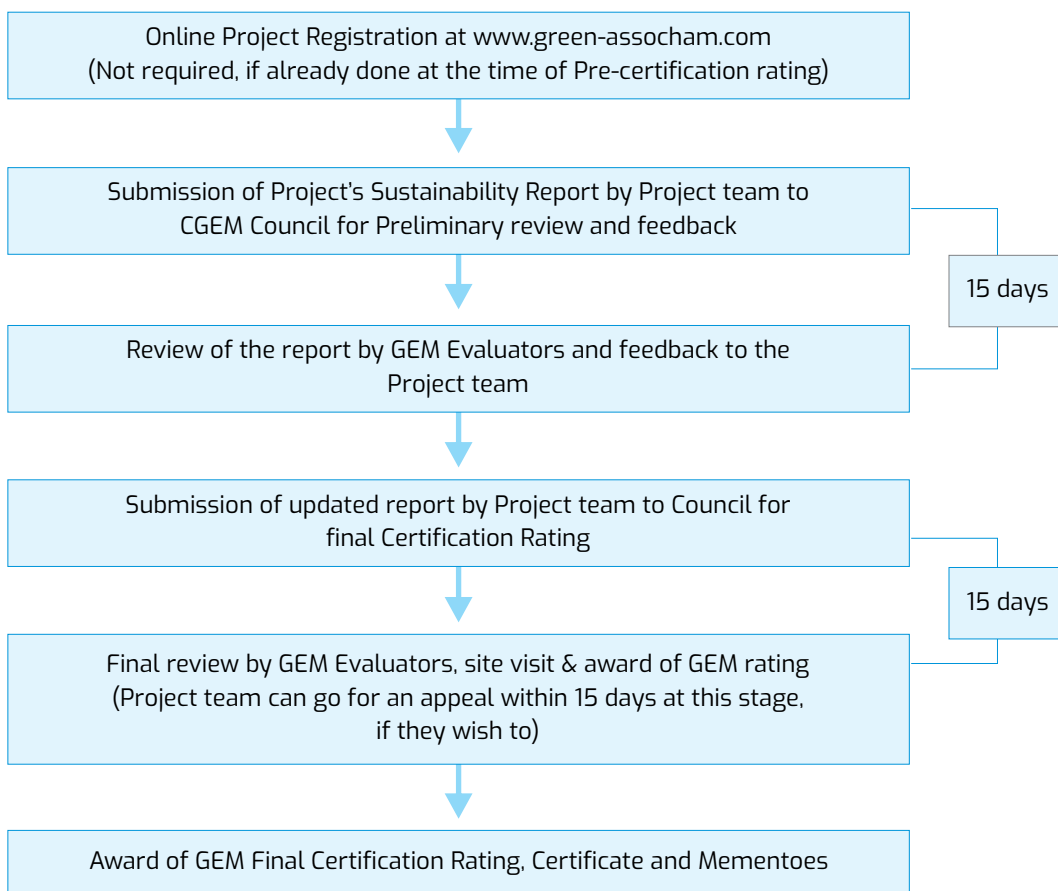 Online Project Registration at www.green-assocham.com
(Not required, if already done at the time of Pre-certification rating)
Submission of Project's Sustainability Report by Project team to
CGEM Council for Preliminary review and feedback
15 days
Review of the report by GEM Evaluators and feedback to the
Project team
Submission of updated report by Project team to Council for
final Certification Rating
15 days
Final review by GEM Evaluators, site visit & award of GEM rating
(Project team can go for an appeal within 15 days at this stage,
if they wish to)
Award of GEM Final Certification Rating, Certificate and Mementoes